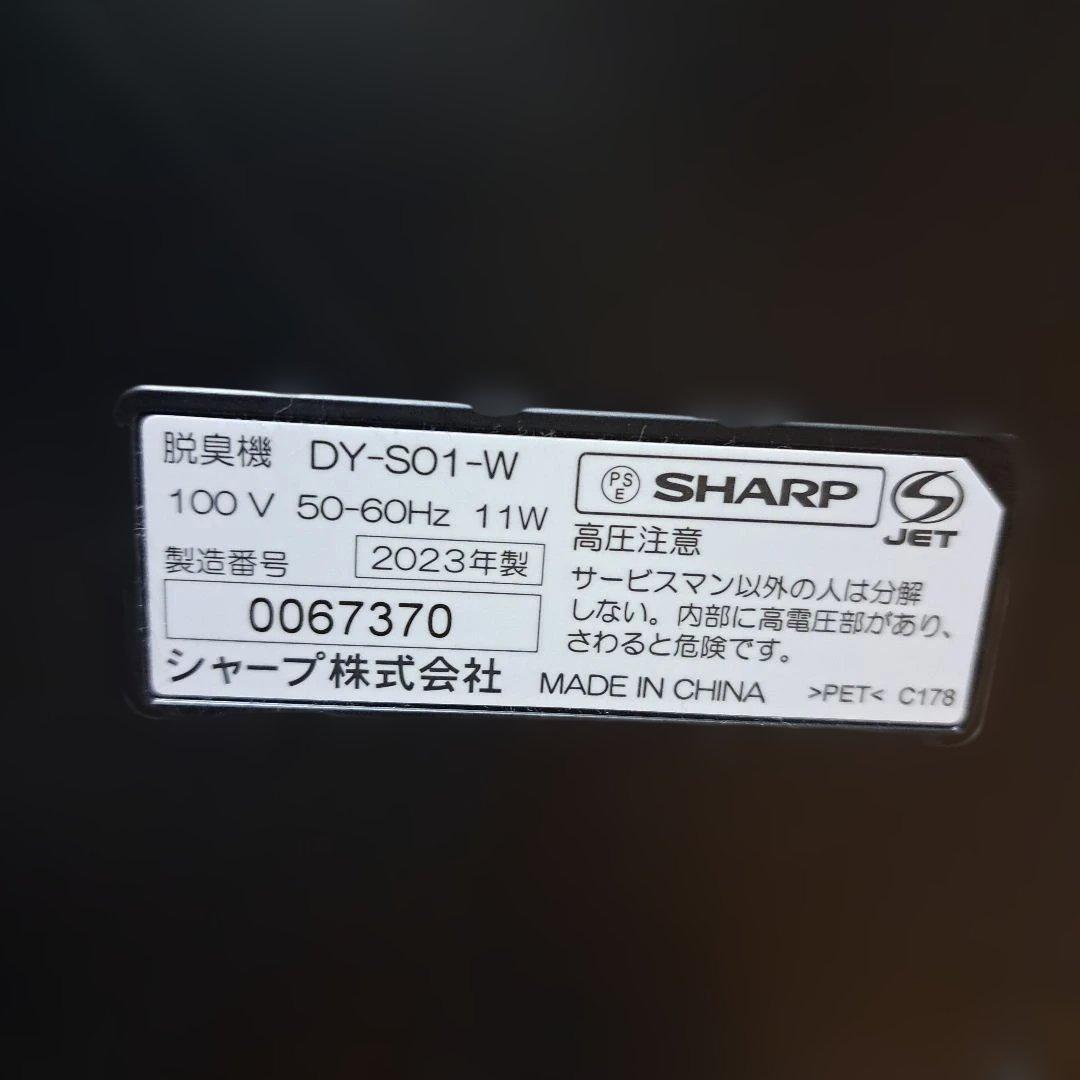 脱臭機 DY-S01-W
100V 50-60Hz 11W
製造番号 2023年製
0067370
シャープ株式会社
PS
E
SHARP
JET
高圧注意
サービスマン以外の人は分解
しない。内部に高電圧部があり、
さわると危険です。
MADE IN CHINA >PET< C178